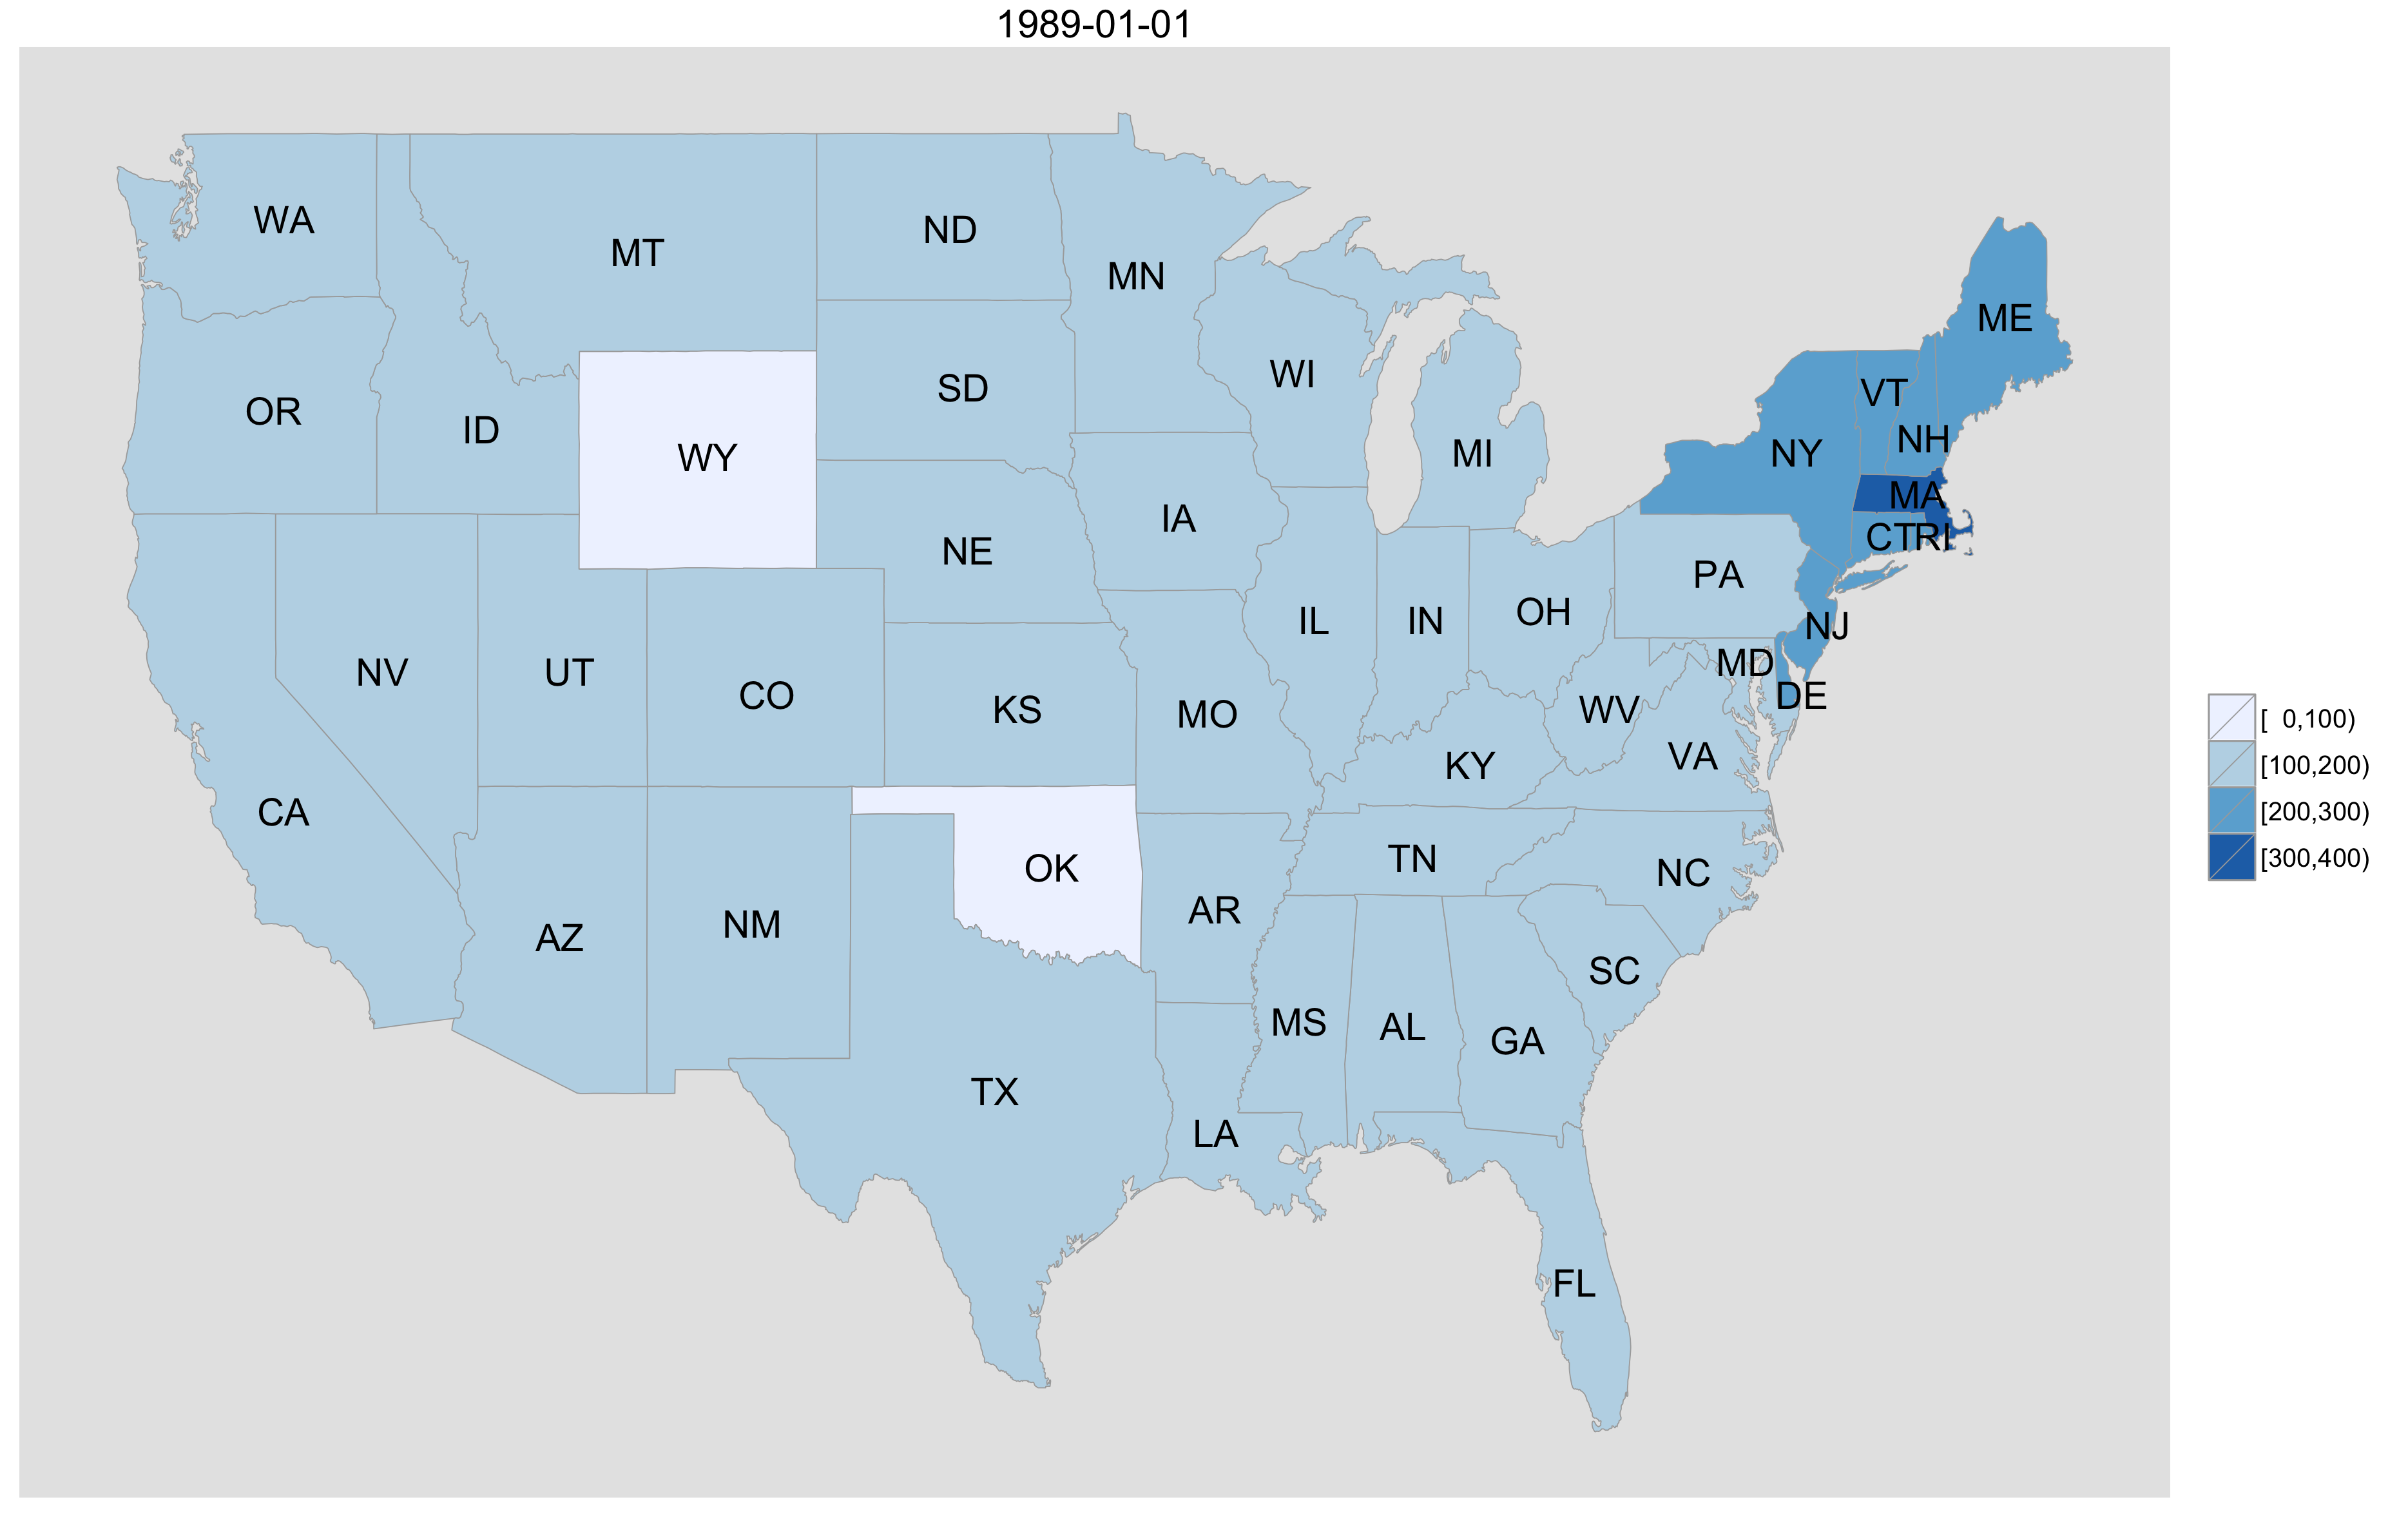 1989-01-01
WA
MT
ND
MN
ME
OR
ID
WY
SD
WI
MI
NY
VT
NH
MA
CT
RI
NE
IA
PA
NV
UT
CO
KS
MO
IL
IN
OH
NJ
MD
DE
WV
VA
KY
CA
AZ
NM
OK
AR
TN
NC
SC
TX
LA
MS
AL
GA
FL
[  0,100)
[100,200)
[200,300)
[300,400)